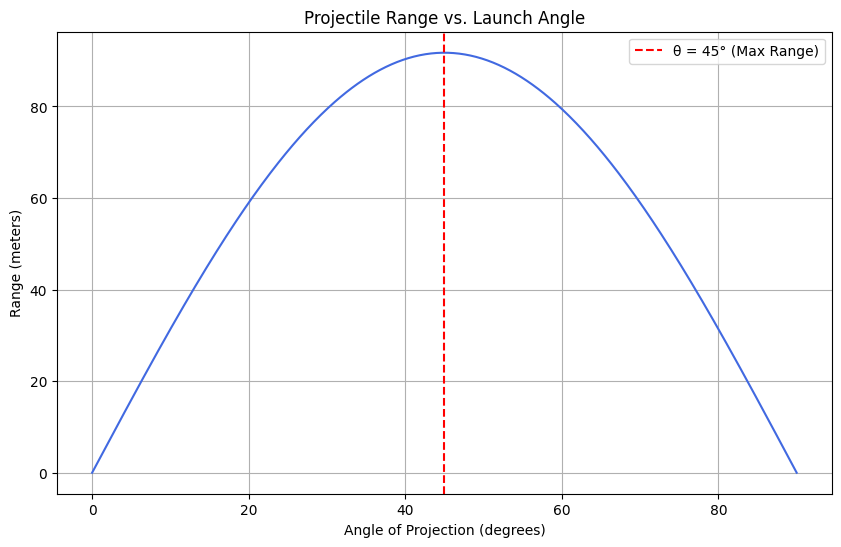 Projectile Range vs. Launch Angle
θ = 45° (Max Range)
Range (meters)
80
60
40
20
0
0 20 40 60 80
Angle of Projection (degrees)